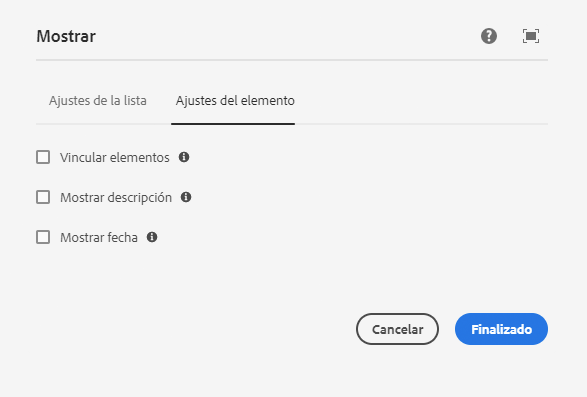 Mostrar
Ajustes de la lista Ajustes del elemento
Vincular elementos
Mostrar descripción
Mostrar fecha
Cancelar Finalizado